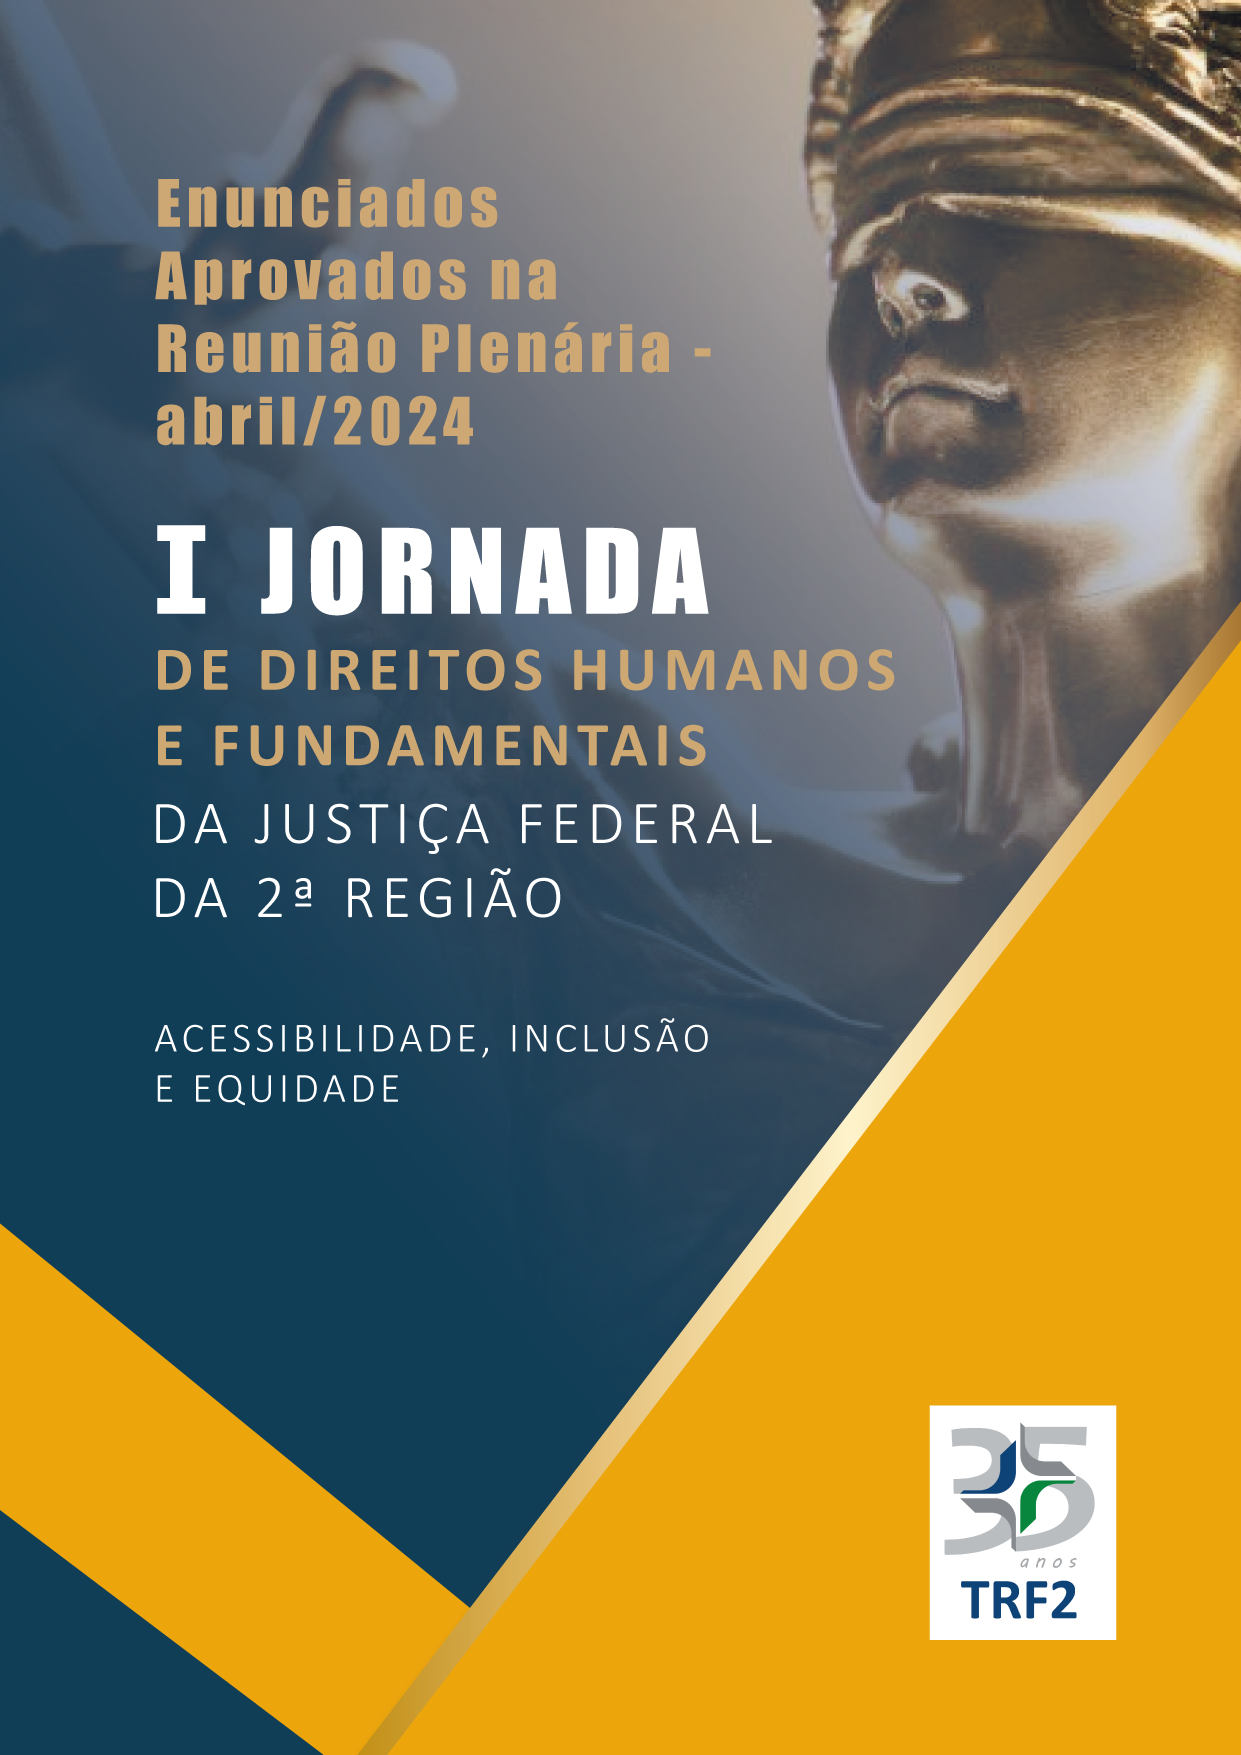 Enunciados
Aprovados na
Reunião Plenária -
abril/2024
I JORNADA
DE DIREITOS HUMANOS
E FUNDAMENTAIS
DA JUSTIÇA FEDERAL
DA 2ª REGIÃO
ACESSIBILIDADE, INCLUSÃO
E EQUIDADE
35
anos
TRF2